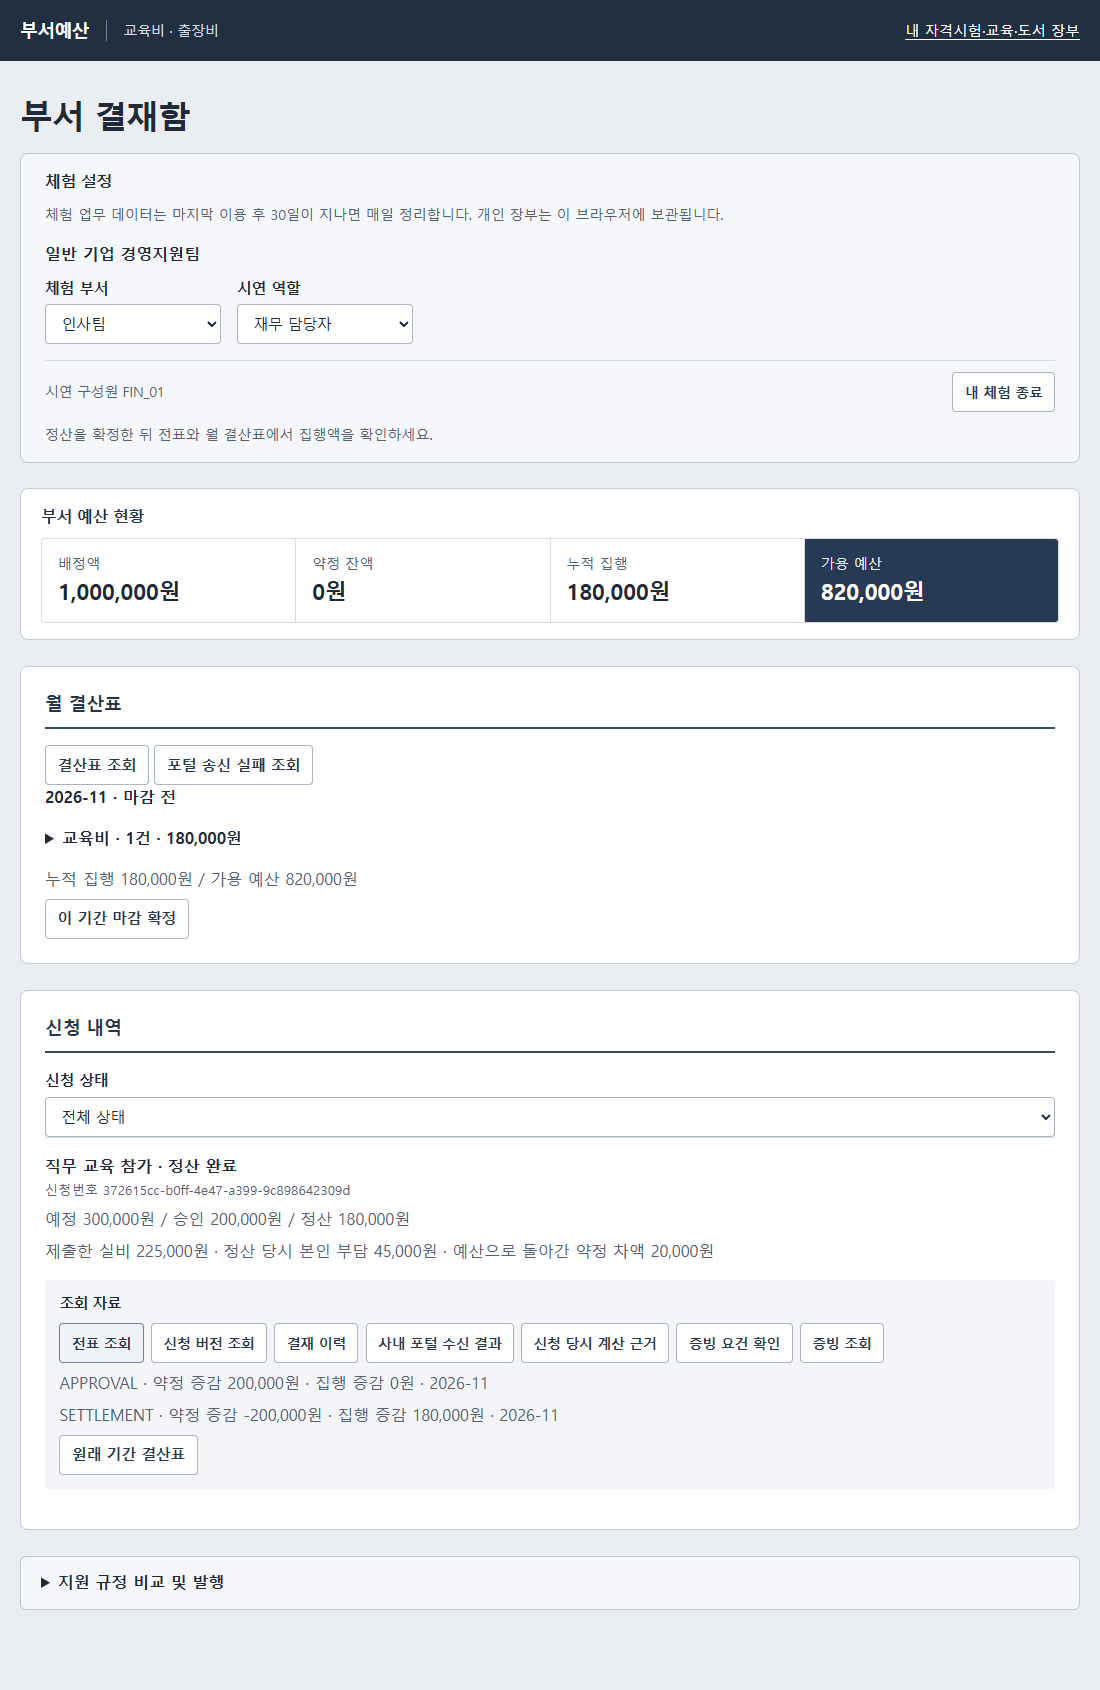 부서예산
교육비 · 출장비
내 자격시험·교육·도서 장부
부서 결재함
체험 설정
체험 업무 데이터는 마지막 이용 후 30일이 지나면 매일 정리합니다. 개인 장부는 이 브라우저에 보관됩니다.
일반 기업 경영지원팀
체험 부서
시연 역할
인사팀
재무 담당자
시연 구성원 FIN_01
내 체험 종료
정산을 확정한 뒤 전표와 월 결산표에서 집행액을 확인하세요.
부서 예산 현황
배정액
1,000,000원
약정 잔액
0원
누적 집행
180,000원
가용 예산
820,000원
월 결산표
결산표 조회
포털 송신 실패 조회
2026-11 · 마감 전
▶ 교육비 · 1건 · 180,000원
누적 집행 180,000원 / 가용 예산 820,000원
이 기간 마감 확정
신청 내역
신청 상태
전체 상태
직무 교육 참가 · 정산 완료
신청번호 372615cc-b0ff-4e47-a399-9c898642309d
예정 300,000원 / 승인 200,000원 / 정산 180,000원
제출한 실비 225,000원 · 정산 당시 본인 부담 45,000원 · 예산으로 돌아간 약정 차액 20,000원
조회 자료
전표 조회
신청 버전 조회
결재 이력
사내 포털 수신 결과
신청 당시 계산 근거
증빙 요건 확인
증빙 조회
APPROVAL · 약정 증감 200,000원 · 집행 증감 0원 · 2026-11
SETTLEMENT · 약정 증감 -200,000원 · 집행 증감 180,000원 · 2026-11
원래 기간 결산표
▶ 지원 규정 비교 및 발행